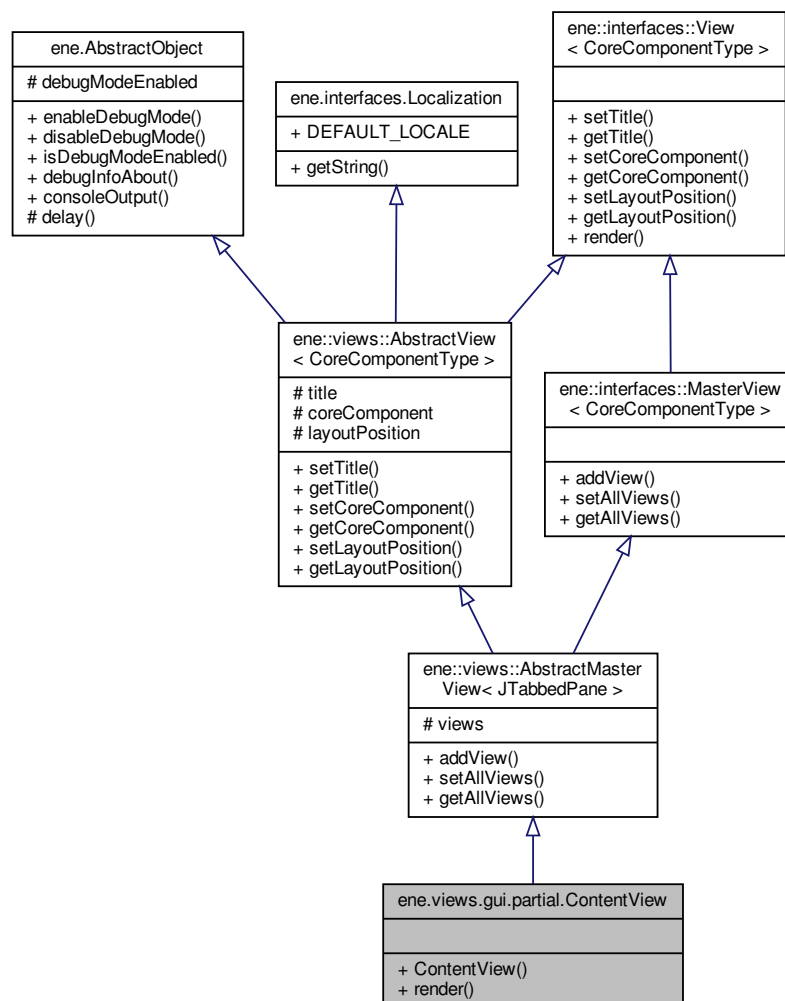 ene.AbstractObject
# debugModeEnabled
+ enableDebugMode()
+ disableDebugMode()
+ isDebugModeEnabled()
+ debugInfoAbout()
+ consoleOutput()
# delay()
ene.interfaces.Localization
+ DEFAULT_LOCALE
+ getString()
ene::interfaces::View
< CoreComponentType >
+ setTitle()
+ getTitle()
+ setCoreComponent()
+ getCoreComponent()
+ setLayoutPosition()
+ getLayoutPosition()
+ render()
ene::views::AbstractView
< CoreComponentType >
# title
# coreComponent
# layoutPosition
+ setTitle()
+ getTitle()
+ setCoreComponent()
+ getCoreComponent()
+ setLayoutPosition()
+ getLayoutPosition()
ene::interfaces::MasterView
< CoreComponentType >
+ addView()
+ setAllViews()
+ getAllViews()
ene::views::AbstractMaster
View< JTabbedPane >
# views
+ addView()
+ setAllViews()
+ getAllViews()
ene.views.gui.partial.ContentView
+ ContentView()
+ render()